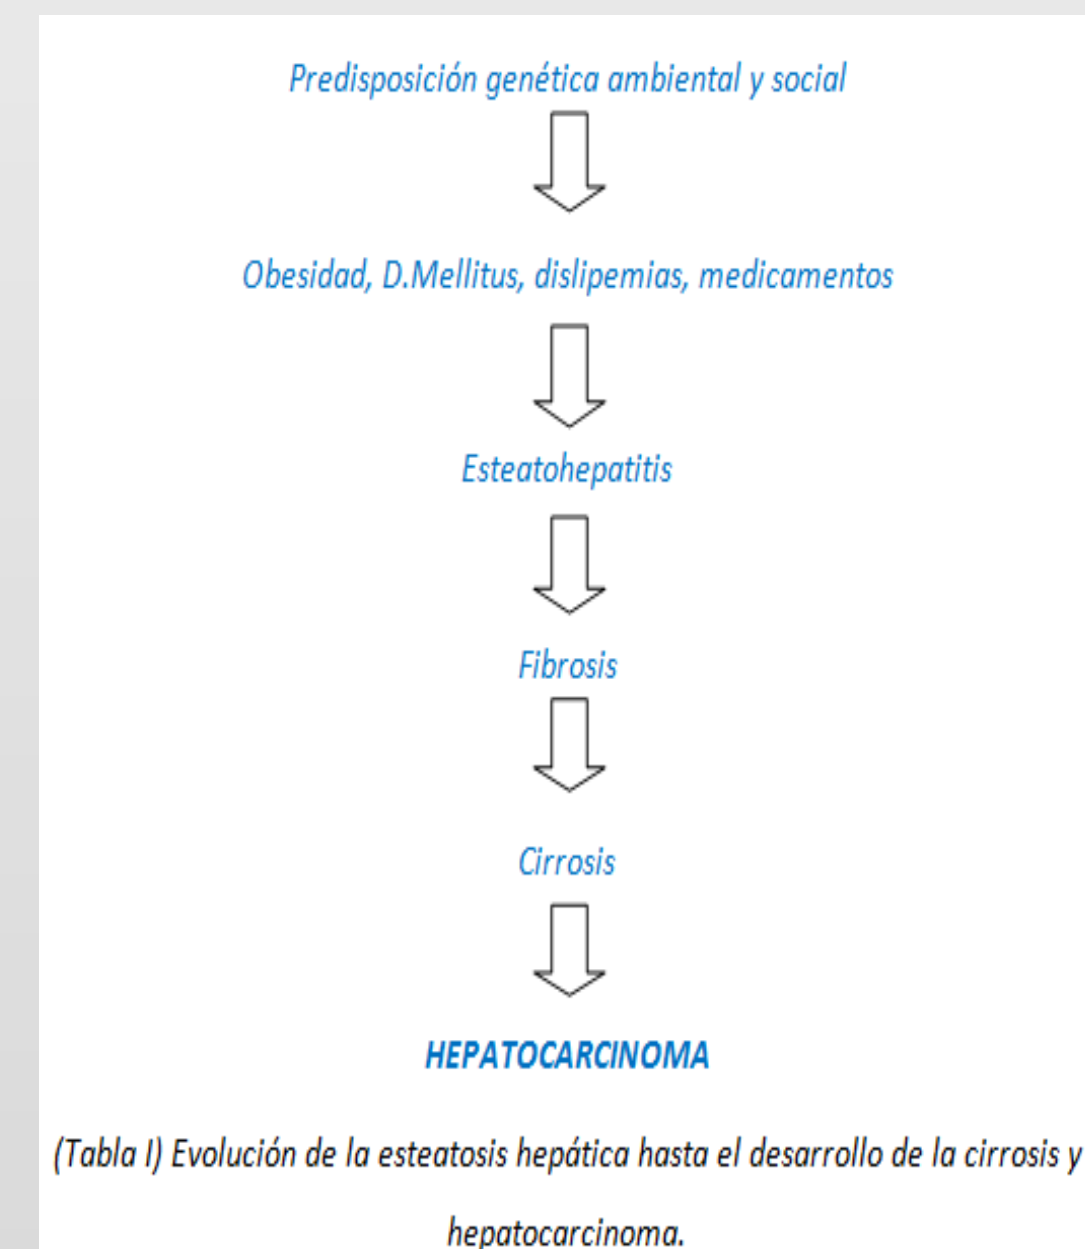 Predisposición genética ambiental y social
Obesidad, D.Mellitus, dislipemias, medicamentos
Esteatohepatitis
Fibrosis
Cirrosis
HEPATOCARCINOMA
(Tabla I) Evolución de la esteatosis hepática hasta el desarrollo de la cirrosis y
hepatocarcinoma.